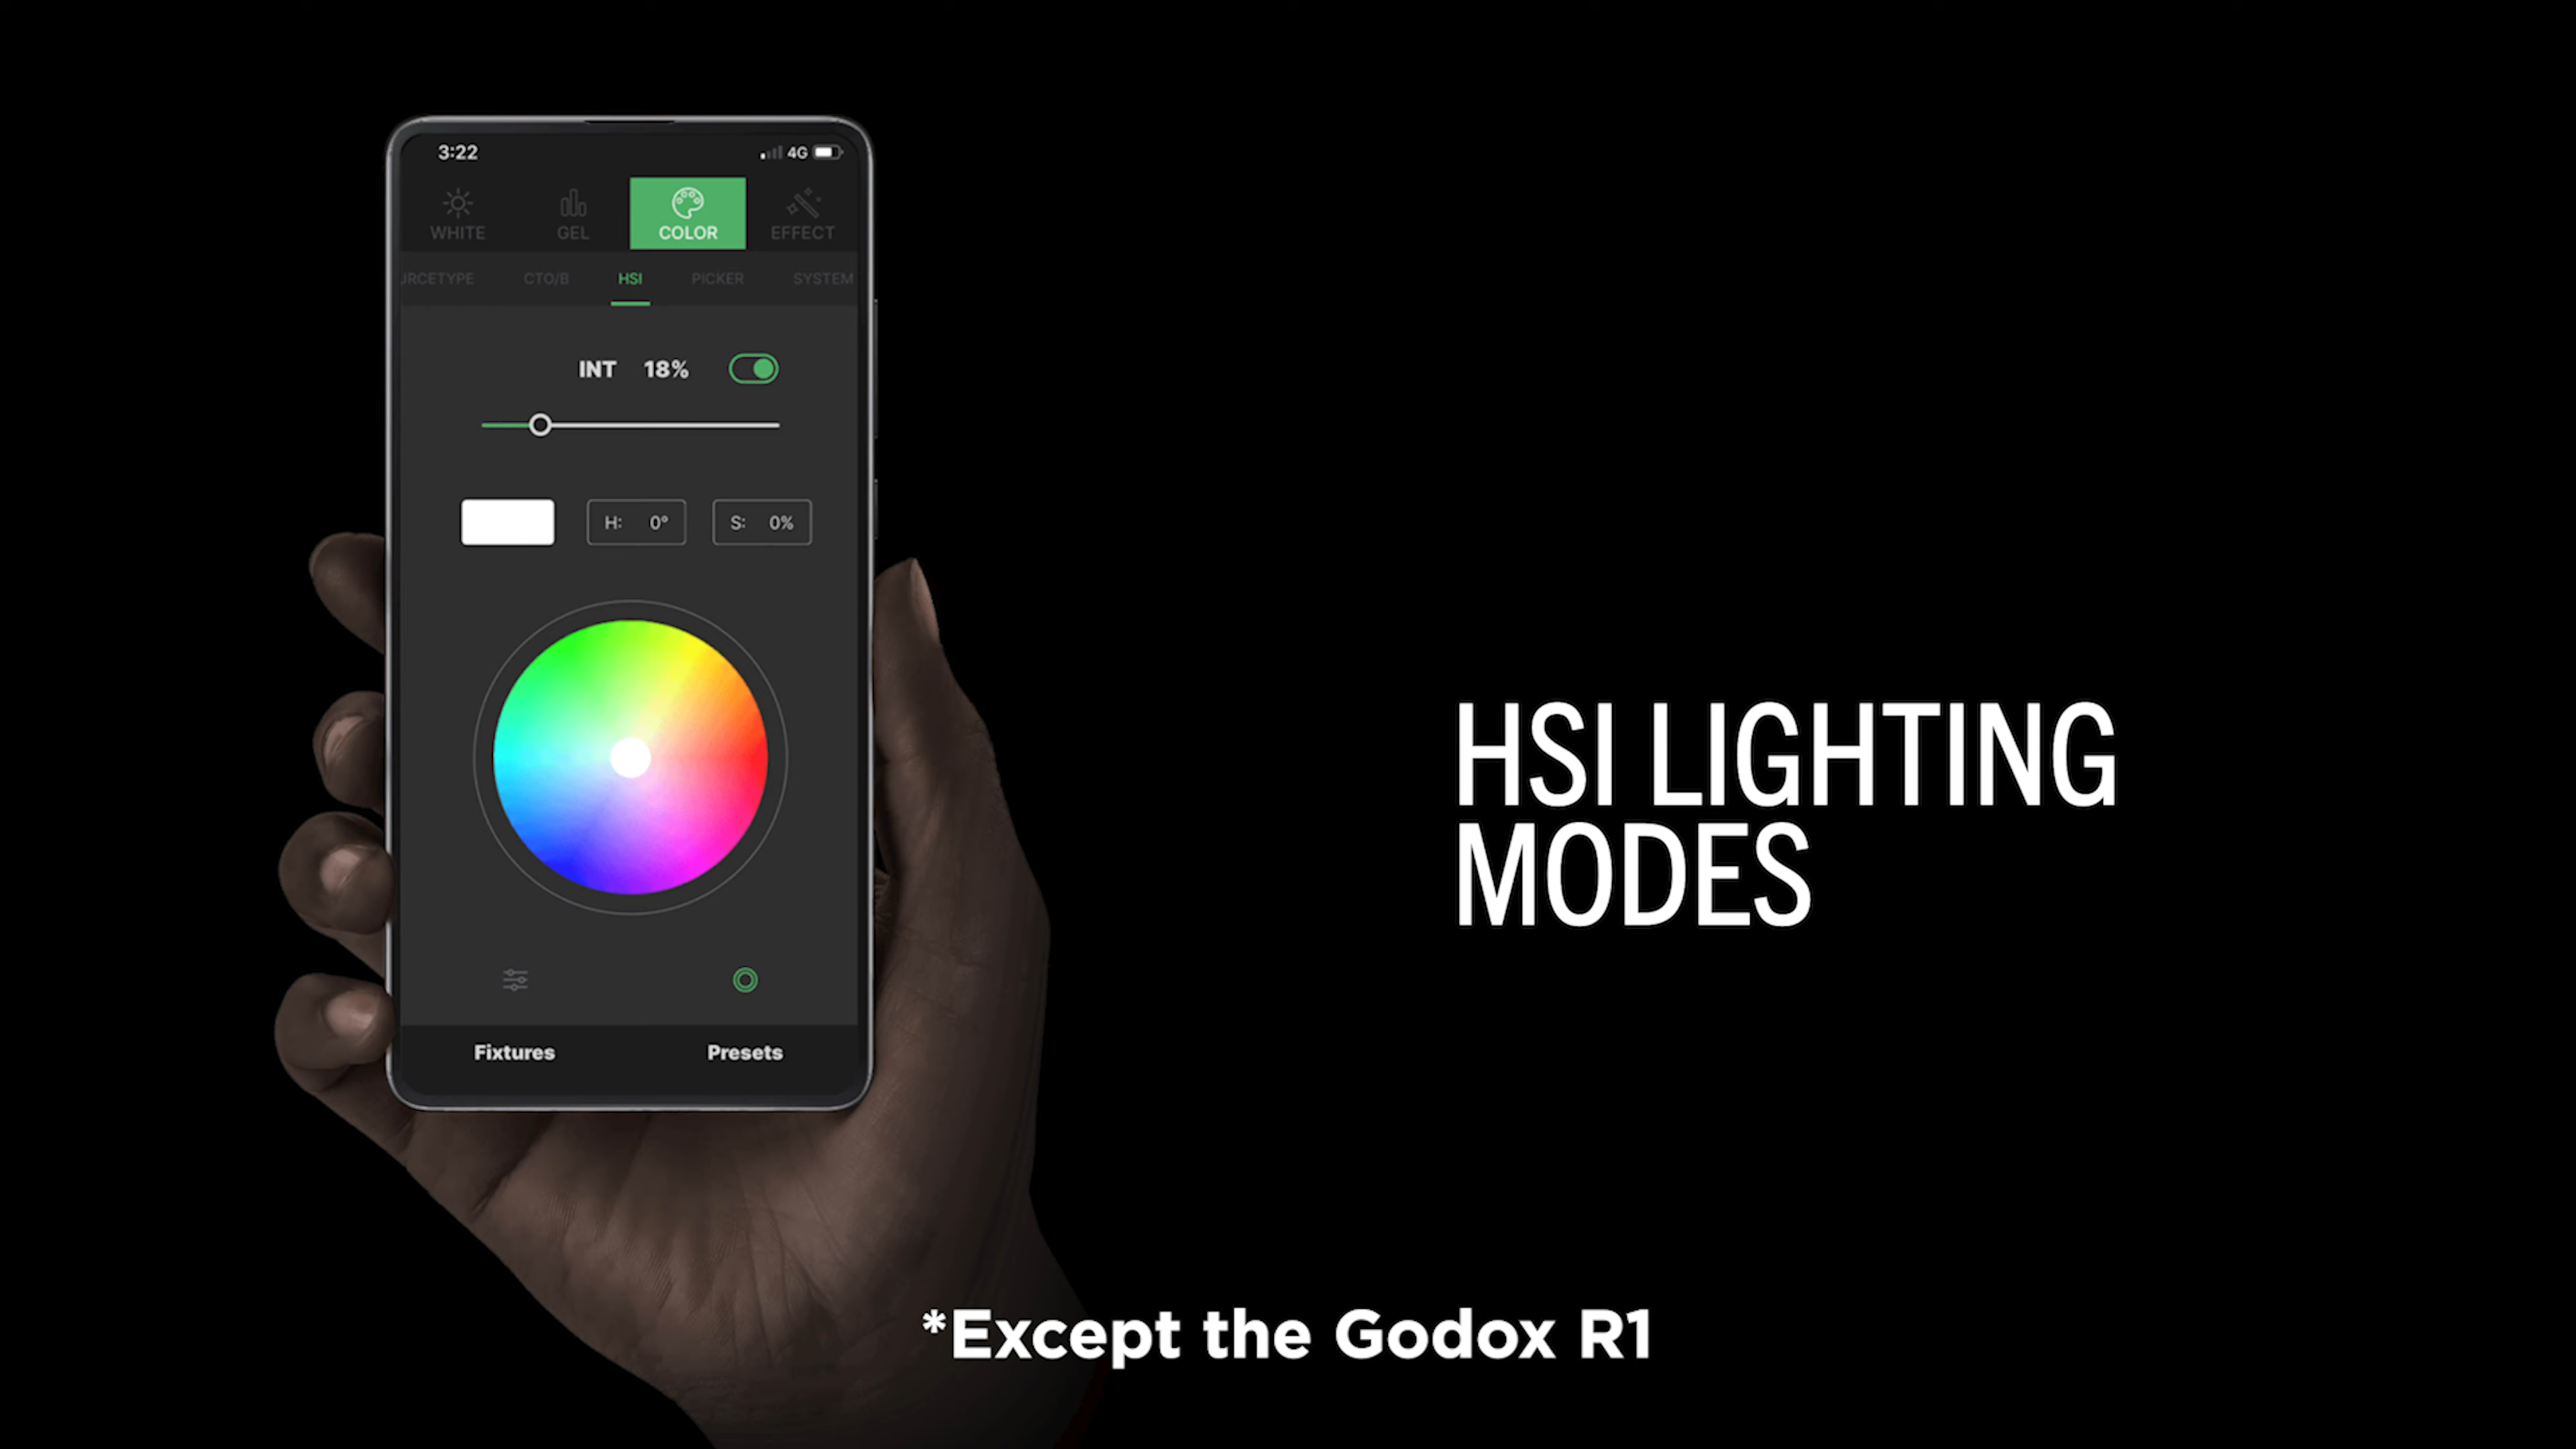 3:22
4G
WHITE GEL COLOR EFFECT
URCETYPE CTO/B HSI PICKER SYSTEM
INT 18%
H: 0° S: 0%
HSI LIGHTING
MODES
Fixtures Presets
*Except the Godox R1